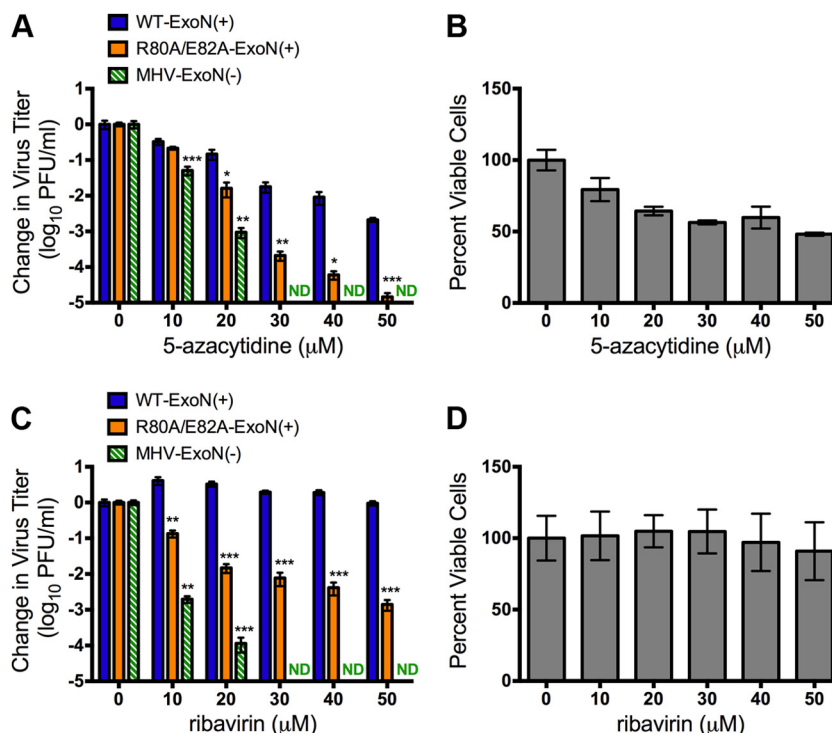 A
WT-ExoN(+)
R80A/E82A-ExoN(+)
MHV-ExoN(-)
Change in Virus Titer
(log10 PFU/ml)
1
0
-1
-2
-3
-4
-5
***
*
**
**
ND
*
ND
***
ND
0 10 20 30 40 50
5-azacytidine (μM)
B
Percent Viable Cells
150
100
50
0
0 10 20 30 40 50
5-azacytidine (μM)
C
WT-ExoN(+)
R80A/E82A-ExoN(+)
MHV-ExoN(-)
Change in Virus Titer
(log10 PFU/ml)
1
0
-1
-2
-3
-4
-5
**
**
***
***
***
ND
***
ND
***
ND
0 10 20 30 40 50
ribavirin (μM)
D
Percent Viable Cells
150
100
50
0
0 10 20 30 40 50
ribavirin (μM)